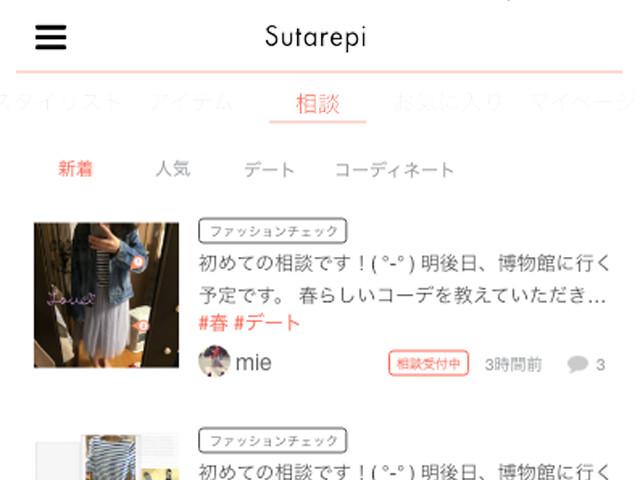 Sutarepi
スタイリスト アイテム 相談 お気に入り マイページ
新着 人気 デート コーディネート
ファッションチェック
初めての相談です！( °-° ) 明後日、博物館に行く
予定です。 春らしいコーデを教えていただき...
#春 #デート
mie 相談受付中 3時間前 3
ファッションチェック
初めての相談です！( °-° ) 明後日、博物館に行く